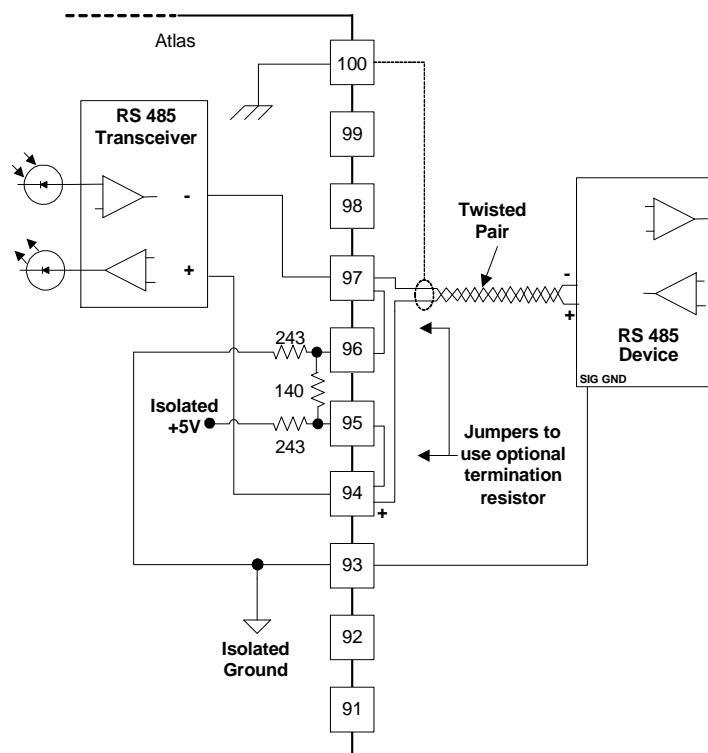 Atlas
100
RS 485
Transceiver
99
98
-
+
97
Twisted
Pair
-
+
RS 485
Device
SIG GND
243
96
140
Isolated
+5V
95
243
Jumpers to
use optional
termination
resistor
94
+
93
Isolated
Ground
92
91